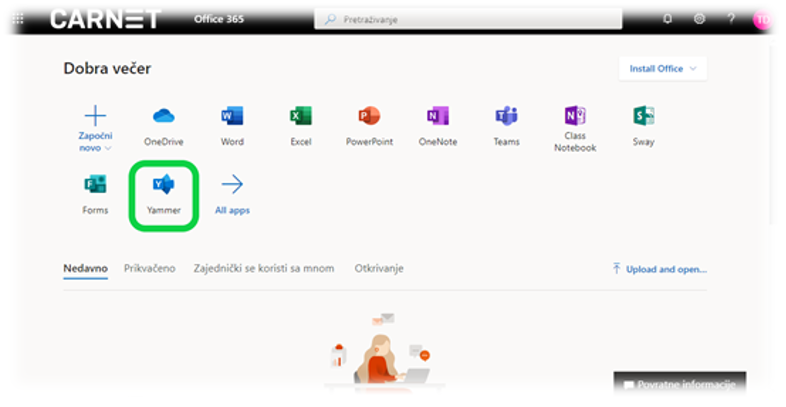 CARNET Office 365 Pretraživanje ? TD
Dobra večer
Install Office
Započni novo
OneDrive
Word
Excel
PowerPoint
OneNote
Teams
Class Notebook
Sway
Forms
Yammer
All apps
Nedavno Prikvačeno Zajednički se koristi sa mnom Otkrivanje
Upload and open...
Povratne informacije